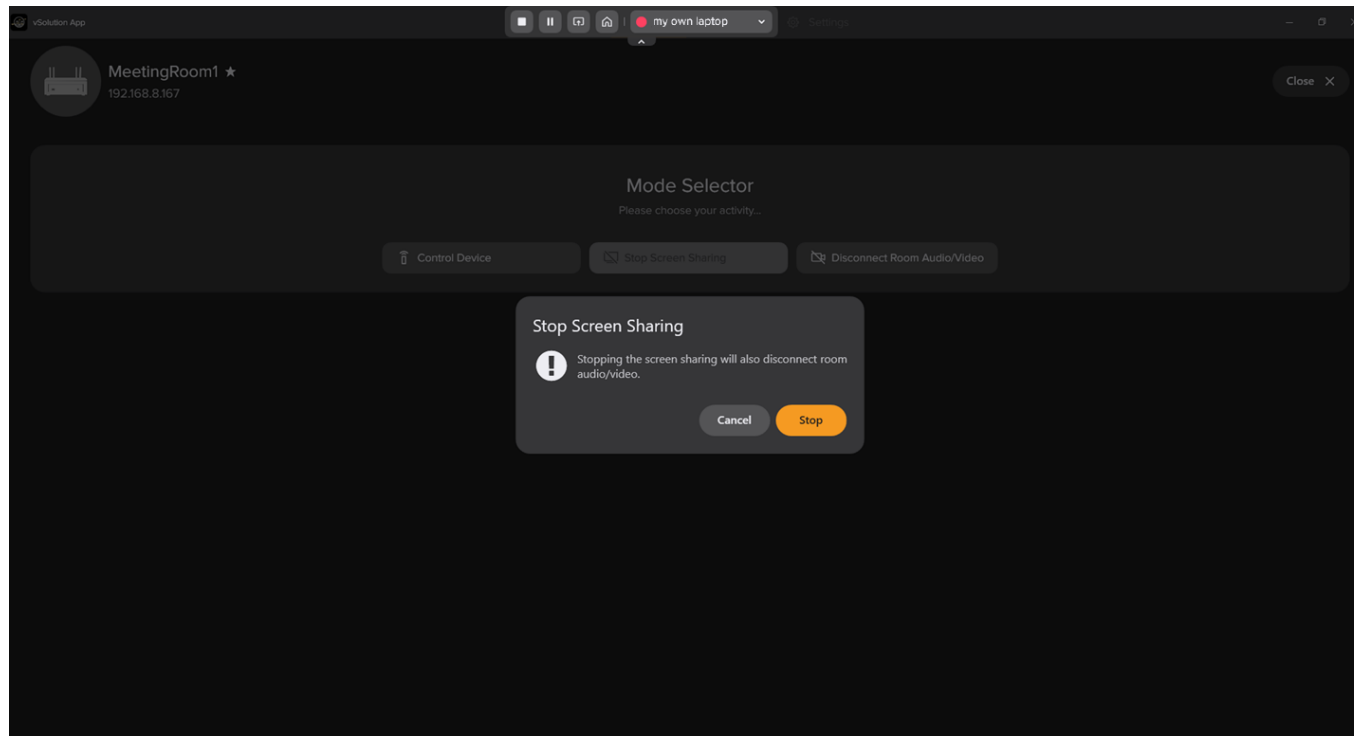 vSolution App
my own laptop
Settings
MeetingRoom1 ★
192.168.8.167
Close
Mode Selector
Please choose your activity...
Control Device
Stop Screen Sharing
Disconnect Room Audio/Video
Stop Screen Sharing
Stopping the screen sharing will also disconnect room
audio/video.
Cancel
Stop